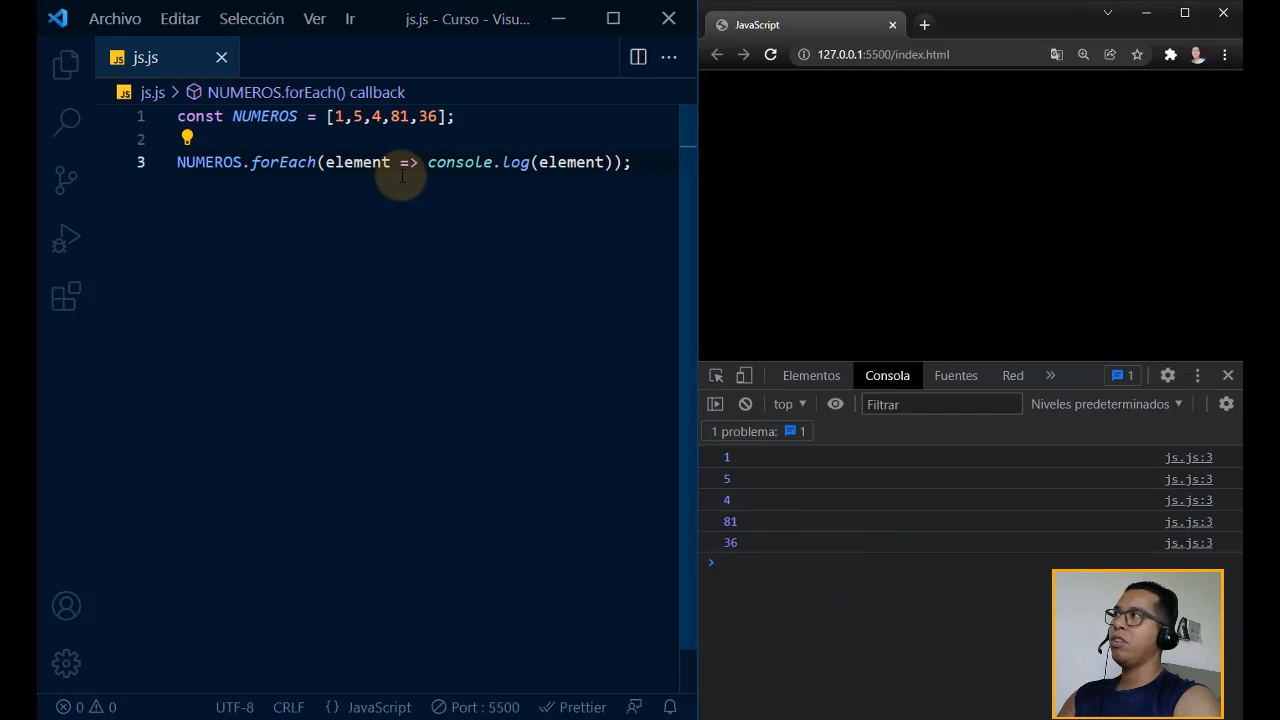 Archivo Editar Selección Ver Ir js.js - Curso - Visu...
JS js.js
JS js.js > NUMEROS.forEach() callback
1 const NUMEROS = [1,5,4,81,36];
2
3 NUMEROS.forEach(element => console.log(element));
0 0 UTF-8 CRLF {} JavaScript Port : 5500 Prettier
JavaScript
127.0.0.1:5500/index.html
Elementos Consola Fuentes Red » 1
top Filtrar Niveles predeterminados
1 problema: 1
1 js.js:3
5 js.js:3
4 js.js:3
81 js.js:3
36 js.js:3
›